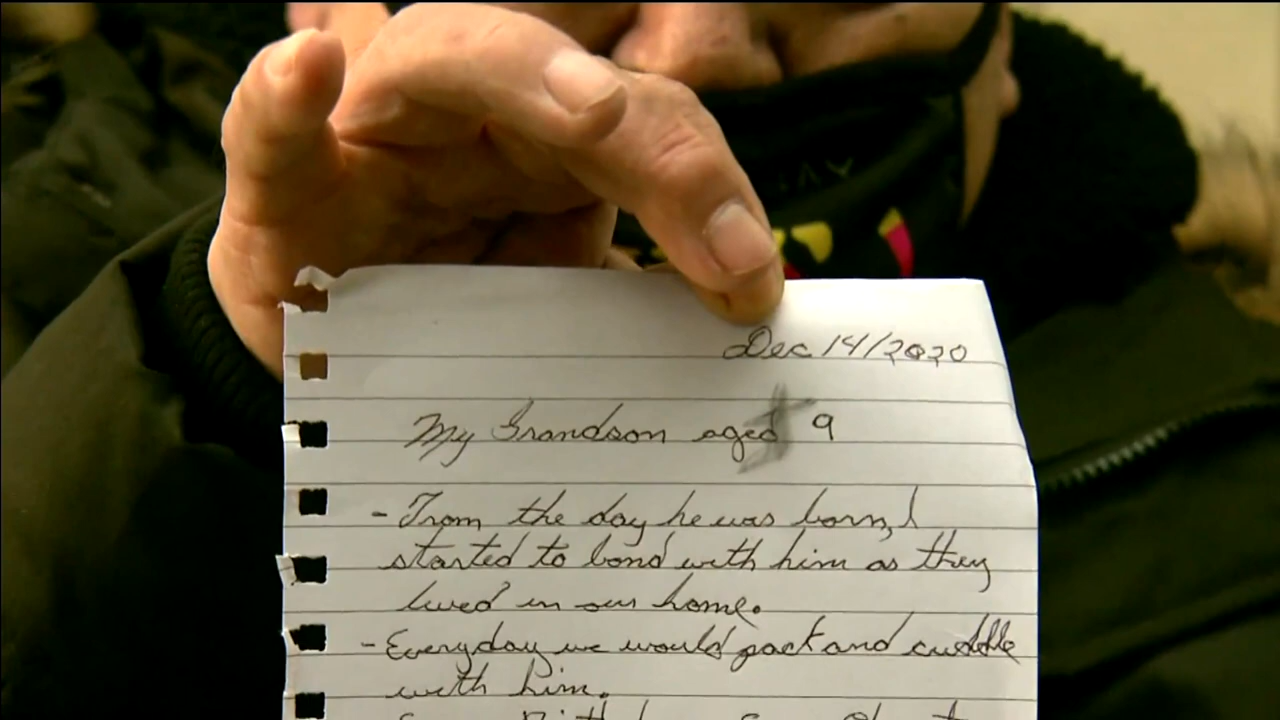 Dec 14/2020
My Grandson aged 9
- From the day he was born, I
started to bond with him as they
lived in our home.
- Everyday we would pack and cuddle
with him.